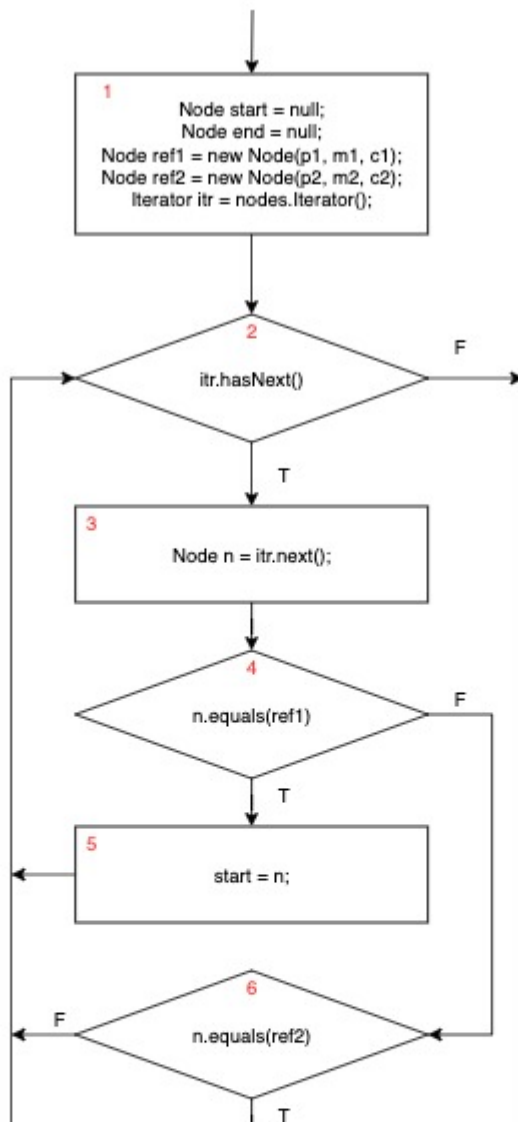 1
Node start = null;
Node end = null;
Node ref1 = new Node(p1, m1, c1);
Node ref2 = new Node(p2, m2, c2);
Iterator itr = nodes.Iterator();
2
itr.hasNext()
F
T
3
Node n = itr.next();
4
n.equals(ref1)
F
T
5
start = n;
6
n.equals(ref2)
F
T